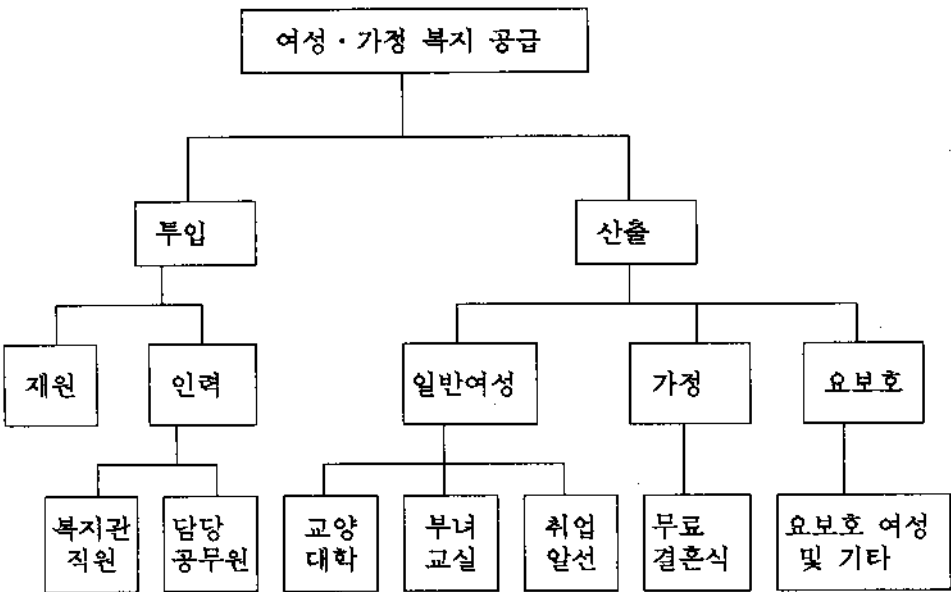 여성·가정 복지 공급
투입
산출
재원
인력
일반여성
가정
요보호
복지관
직원
담당
공무원
교양
대학
부녀
교실
취업
알선
무료
결혼식
요보호 여성
및 기타